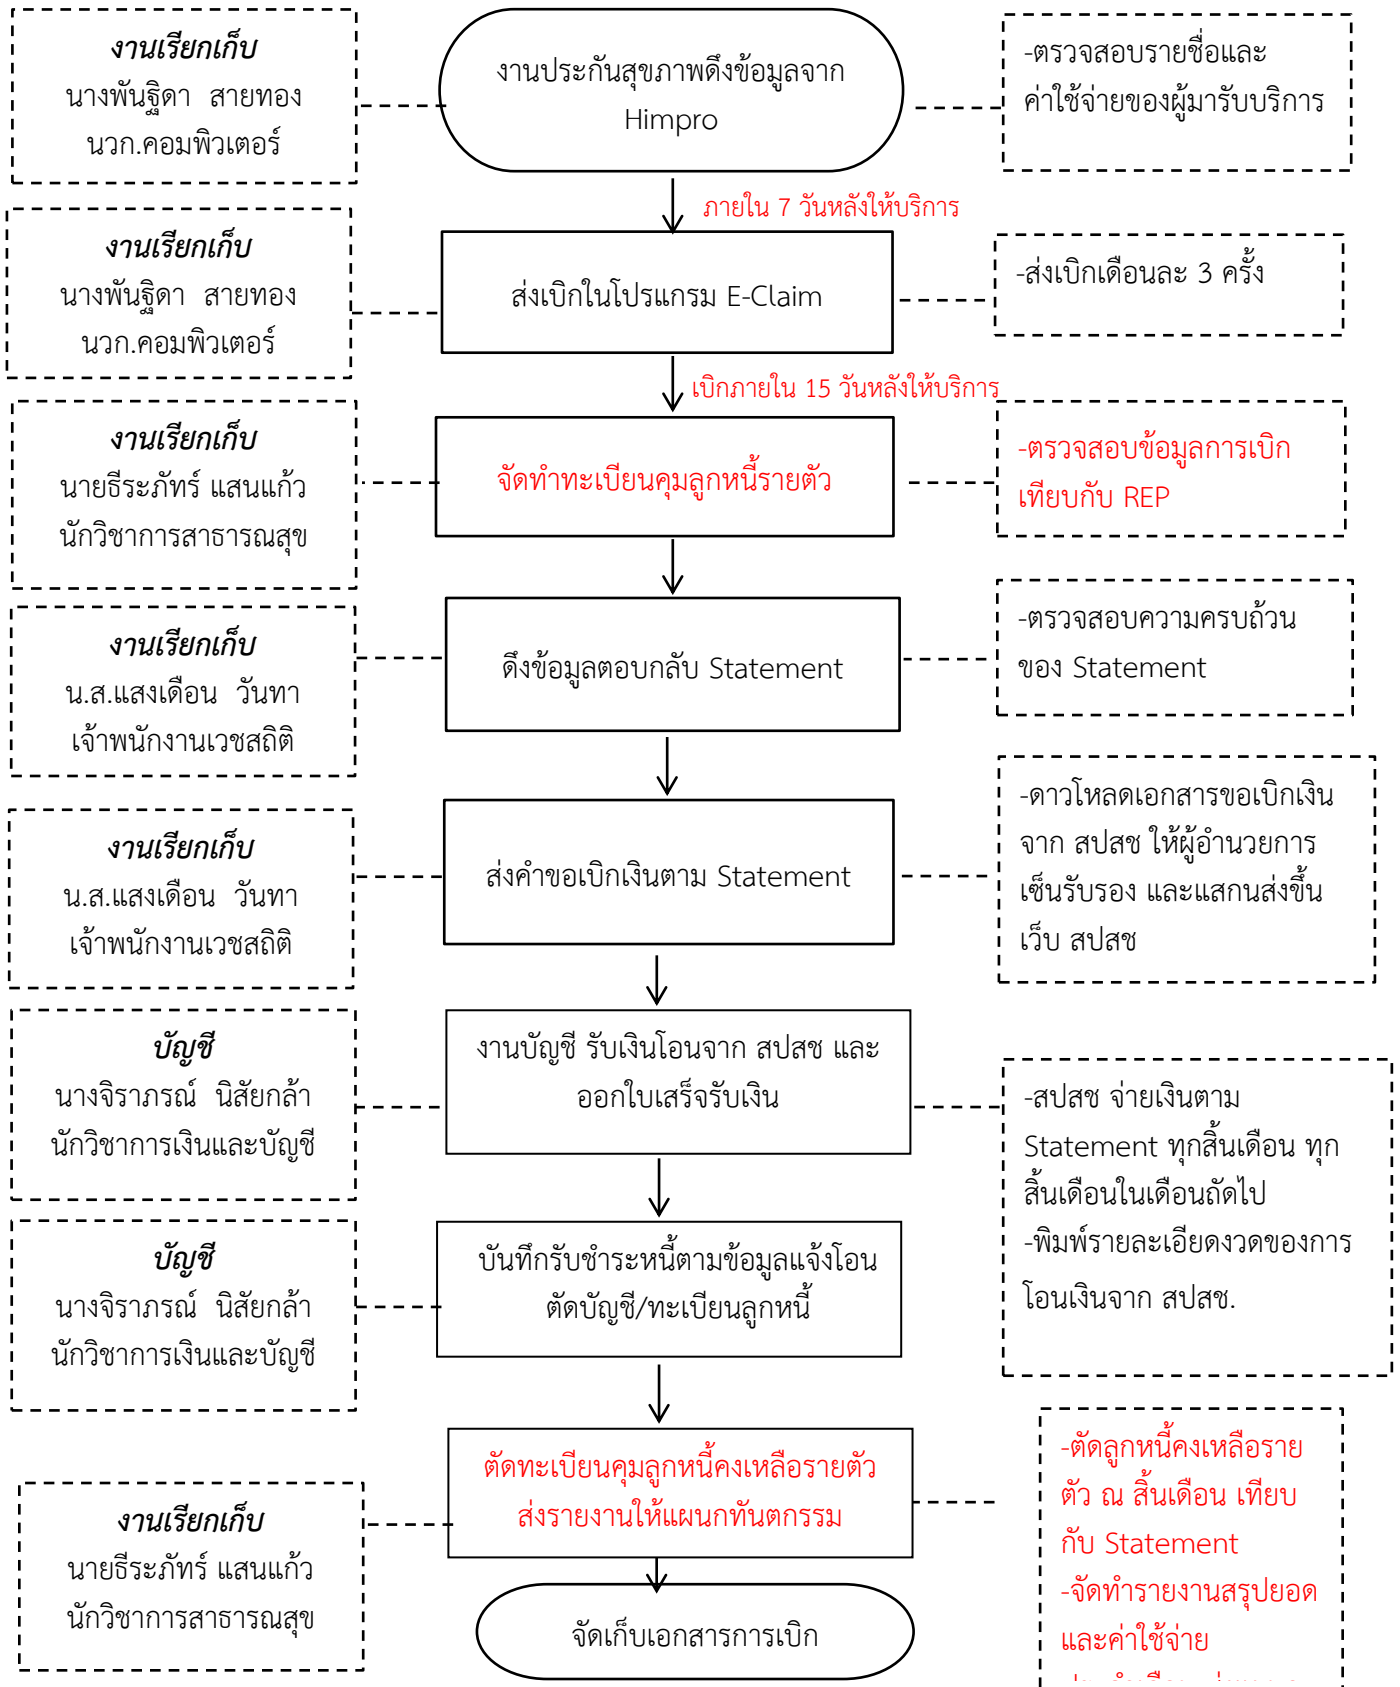 งานเรียกเก็บ
นางพันฐิดา สายทอง
นวก.คอมพิวเตอร์
งานประกันสุขภาพดึงข้อมูลจาก
Himpro
-ตรวจสอบรายชื่อและ
ค่าใช้จ่ายของผู้มารับบริการ
ภายใน 7 วันหลังให้บริการ
งานเรียกเก็บ
นางพันฐิดา สายทอง
นวก.คอมพิวเตอร์
ส่งเบิกในโปรแกรม E-Claim
-ส่งเบิกเดือนละ 3 ครั้ง
เบิกภายใน 15 วันหลังให้บริการ
งานเรียกเก็บ
นายธีระภัทร์ แสนแก้ว
นักวิชาการสาธารณสุข
จัดทำทะเบียนคุมลูกหนี้รายตัว
-ตรวจสอบข้อมูลการเบิก
เทียบกับ REP
งานเรียกเก็บ
น.ส.แสงเดือน วันทา
เจ้าพนักงานเวชสถิติ
ดึงข้อมูลตอบกลับ Statement
-ตรวจสอบความครบถ้วน
ของ Statement
งานเรียกเก็บ
น.ส.แสงเดือน วันทา
เจ้าพนักงานเวชสถิติ
ส่งคำขอเบิกเงินตาม Statement
-ดาวโหลดเอกสารขอเบิกเงิน
จาก สปสช ให้ผู้อำนวยการ
เซ็นรับรอง และแสกนส่งขึ้น
เว็บ สปสช
บัญชี
นางจิราภรณ์ นิสัยกล้า
นักวิชาการเงินและบัญชี
งานบัญชี รับเงินโอนจาก สปสช และ
ออกใบเสร็จรับเงิน
-สปสช จ่ายเงินตาม
Statement ทุกสิ้นเดือน ทุก
สิ้นเดือนในเดือนถัดไป
-พิมพ์รายละเอียดงวดของการ
โอนเงินจาก สปสช.
บัญชี
นางจิราภรณ์ นิสัยกล้า
นักวิชาการเงินและบัญชี
บันทึกรับชำระหนี้ตามข้อมูลแจ้งโอน
ตัดบัญชี/ทะเบียนลูกหนี้
งานเรียกเก็บ
นายธีระภัทร์ แสนแก้ว
นักวิชาการสาธารณสุข
ตัดทะเบียนคุมลูกหนี้คงเหลือรายตัว
ส่งรายงานให้แผนกทันตกรรม
-ตัดลูกหนี้คงเหลือราย
ตัว ณ สิ้นเดือน เทียบ
กับ Statement
-จัดทำรายงานสรุปยอด
และค่าใช้จ่าย
จัดเก็บเอกสารการเบิก